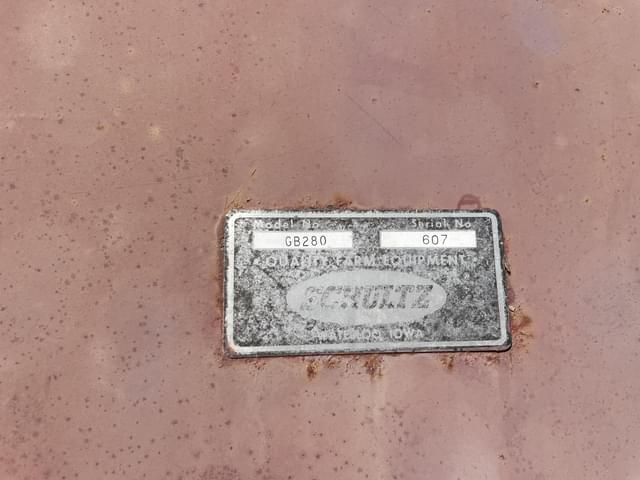 Model No. Serial No
GB280 607
QUALITY FARM EQUIPMENT
SCHULTZ
IOWA